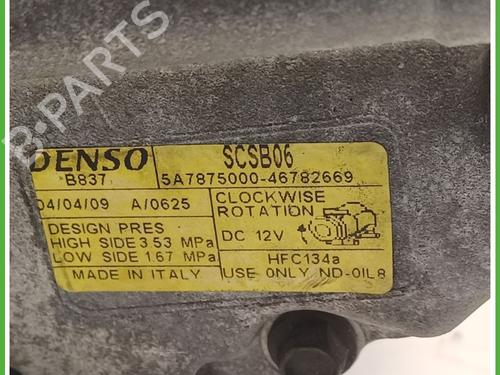 B-PARTS
DENSO
SCSB06
B837
5A7875000-46782669
04/04/09 A/0625
CLOCKWISE
ROTATION
DESIGN PRES
HIGH SIDE 3.53 MPa
LOW SIDE 1.67 MPa
DC 12V
HFC134a
MADE IN ITALY
USE ONLY ND-OIL8
B-PARTS